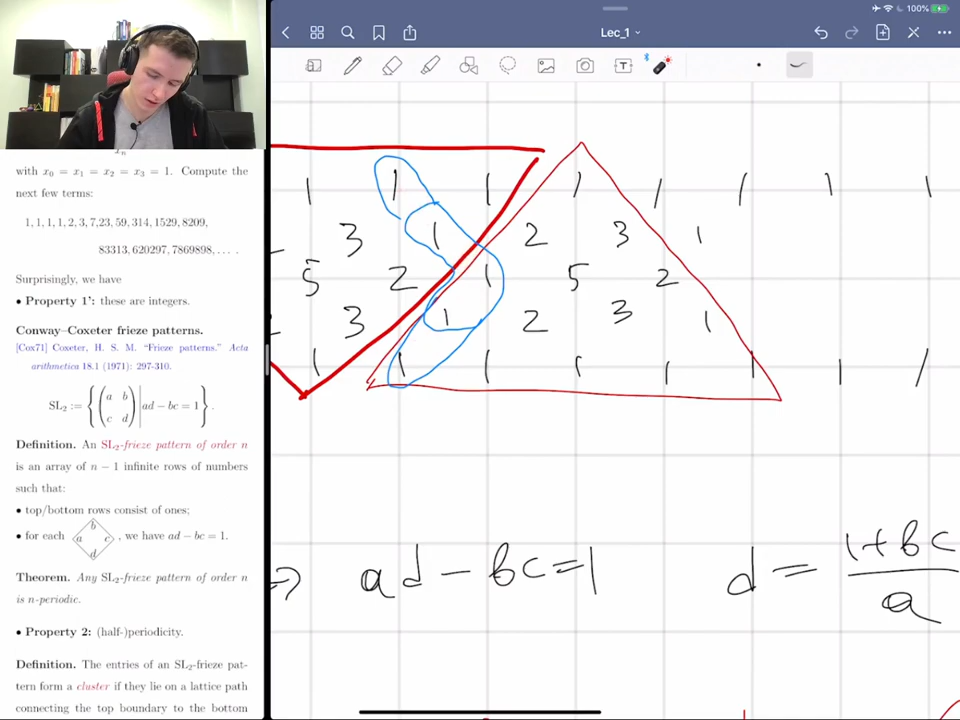 100%
Lec_1
x_n
with x_0 = x_1 = x_2 = x_3 = 1. Compute the
next few terms:
1, 1, 1, 1, 2, 3, 7, 23, 59, 314, 1529, 8209,
83313, 620297, 7869898, . . . .
Surprisingly, we have
• Property 1’: these are integers.
Conway–Coxeter frieze patterns.
[Cox71] Coxeter, H. S. M. “Frieze patterns.” Acta
arithmetica 18.1 (1971): 297-310.
SL_2 := { ( a b
c d ) | ad − bc = 1 } .
Definition. An SL_2-frieze pattern of order n
is an array of n − 1 infinite rows of numbers
such that:
• top/bottom rows consist of ones;
• for each a b c d , we have ad − bc = 1.
Theorem. Any SL_2-frieze pattern of order n
is n-periodic.
• Property 2: (half-)periodicity.
Definition. The entries of an SL_2-frieze pat-
tern form a cluster if they lie on a lattice path
connecting the top boundary to the bottom
1 1 1 1 1 1 1 1
3 1 2 3 1
5 2 1 5 2
3 1 2 3 1
1 1 1 1 1 1 1 1
=> ad − bc = 1 d = 1 + bc / a